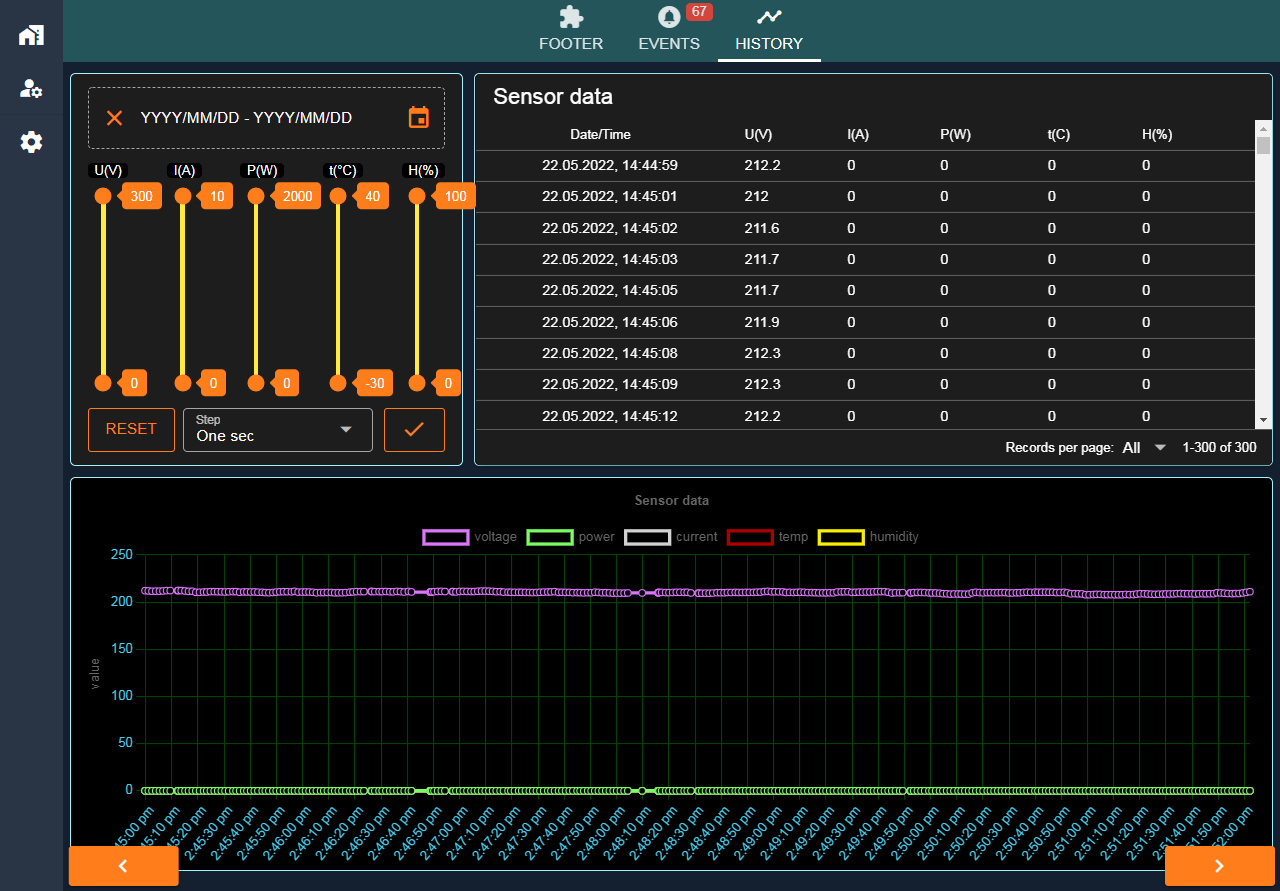 FOOTER EVENTS 67 HISTORY
YYYY/MM/DD - YYYY/MM/DD
U(V) I(A) P(W) t(°C) H(%)
300 10 2000 40 100
0 0 0 -30 0
RESET Step One sec
Sensor data
Date/Time U(V) I(A) P(W) t(C) H(%)
22.05.2022, 14:44:59 212.2 0 0 0 0
22.05.2022, 14:45:01 212 0 0 0 0
22.05.2022, 14:45:02 211.6 0 0 0 0
22.05.2022, 14:45:03 211.7 0 0 0 0
22.05.2022, 14:45:05 211.7 0 0 0 0
22.05.2022, 14:45:06 211.9 0 0 0 0
22.05.2022, 14:45:08 212.3 0 0 0 0
22.05.2022, 14:45:09 212.3 0 0 0 0
22.05.2022, 14:45:12 212.2 0 0 0 0
Records per page: All 1-300 of 300
Sensor data
voltage power current temp humidity
250
200
150
100
50
0
value
45:00 pm
45:10 pm
45:20 pm
2:45:30 pm
2:45:40 pm
2:45:50 pm
2:46:00 pm
2:46:10 pm
2:46:20 pm
2:46:30 pm
2:46:40 pm
2:46:50 pm
2:47:00 pm
2:47:10 pm
2:47:20 pm
2:47:30 pm
2:47:40 pm
2:47:50 pm
2:48:00 pm
2:48:10 pm
2:48:20 pm
2:48:30 pm
2:48:40 pm
2:48:50 pm
2:49:00 pm
2:49:10 pm
2:49:20 pm
2:49:30 pm
2:49:40 pm
2:49:50 pm
2:50:00 pm
2:50:10 pm
2:50:20 pm
2:50:30 pm
2:50:40 pm
2:50:50 pm
2:51:00 pm
2:51:10 pm
2:51:20 pm
2:51:30 pm
2:51:40 pm
51:50 pm
52:00 pm